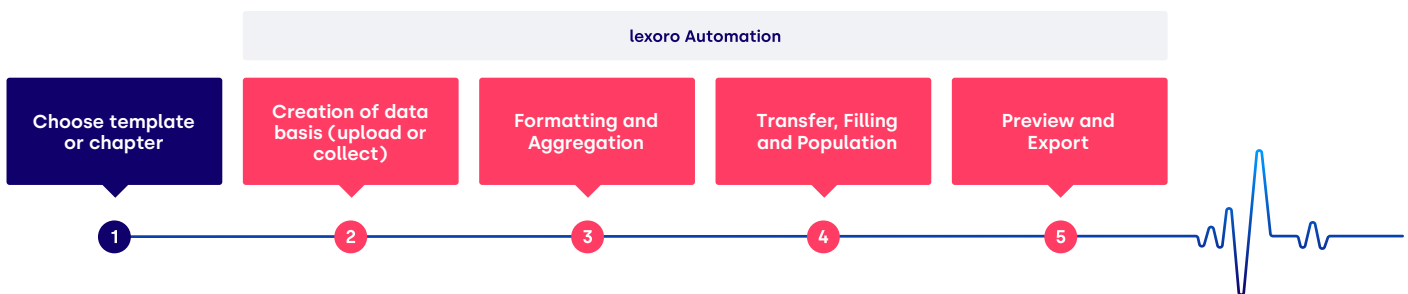 lexoro Automation
Choose template
or chapter
Creation of data
basis (upload or
collect)
Formatting and
Aggregation
Transfer, Filling
and Population
Preview and
Export
1
2
3
4
5